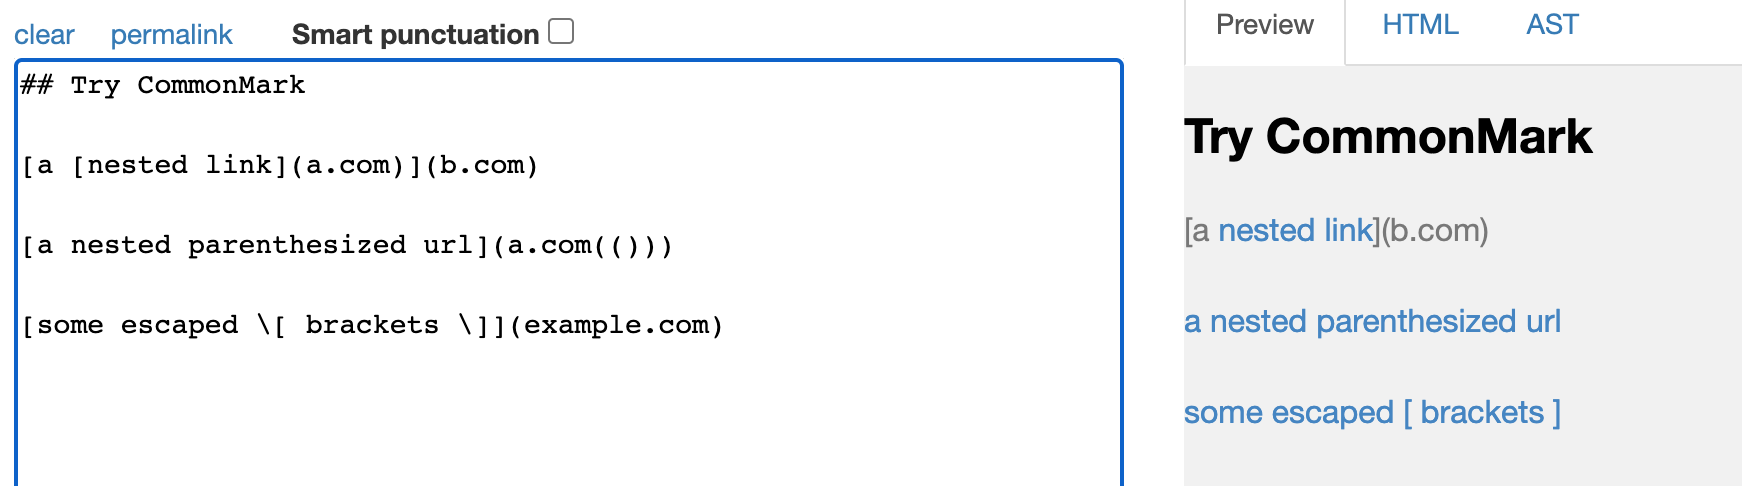 clear permalink Smart punctuation
## Try CommonMark
[a [nested link](a.com)](b.com)
[a nested parenthesized url](a.com(()))
[some escaped \[ brackets \]](example.com)
Preview HTML AST
Try CommonMark
[a nested link](b.com)
a nested parenthesized url
some escaped [ brackets ]